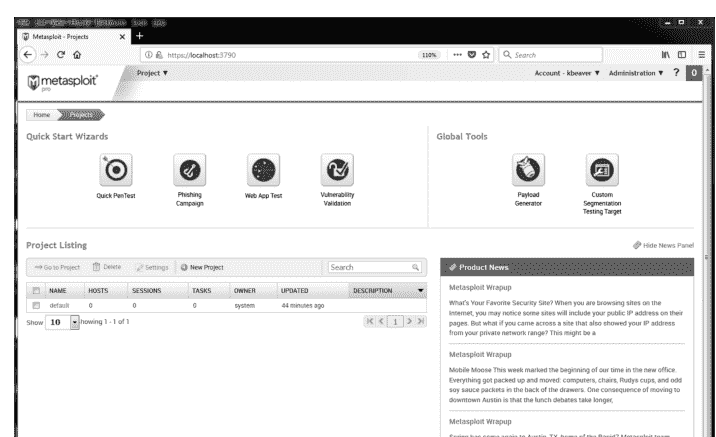 Metasploit - Projects
https://localhost:3790
110%
Search
metasploit
pro
Project
Account - kbeaver
Administration
?
0
Home
Projects
Quick Start Wizards
Global Tools
Quick PenTest
Phishing
Campaign
Web App Test
Vulnerability
Validation
Payload
Generator
Custom
Segmentation
Testing Target
Project Listing
Hide News Panel
Go to Project
Delete
Settings
New Project
Search
Product News
NAME HOSTS SESSIONS TASKS OWNER UPDATED DESCRIPTION
default 0 0 0 system 44 minutes ago
Show 10 howing 1 - 1 of 1
1
Metasploit Wrapup
What's Your Favorite Security Site? When you are browsing sites on the
Internet, you may notice some sites will include your public IP address on their
pages. But what if you came across a site that also showed your IP address
from your private network range? This might be a
Metasploit Wrapup
Mobile Moose This week marked the beginning of our time in the new office.
Everything got packed up and moved: computers, chairs, Rudys cups, and odd
soy sauce packets in the back of the drawers. One consequence of moving to
downtown Austin is that the lunch debates take longer,
Metasploit Wrapup